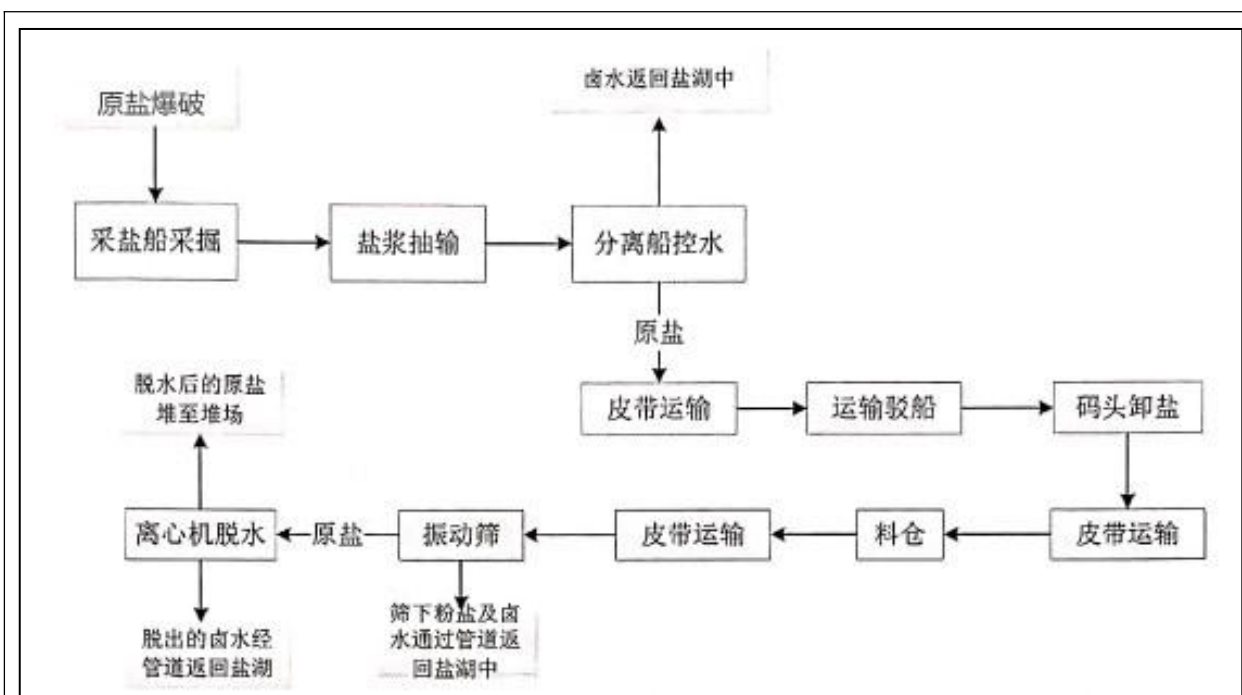 原盐爆破
卤水返回盐湖中
采盐船采掘
盐浆抽输
分离船控水
原盐
皮带运输
运输驳船
码头卸盐
脱水后的原盐
堆至堆场
离心机脱水
原盐
振动筛
皮带运输
料仓
皮带运输
脱出的卤水经
管道返回盐湖
筛下粉盐及卤
水通过管道返
回盐湖中